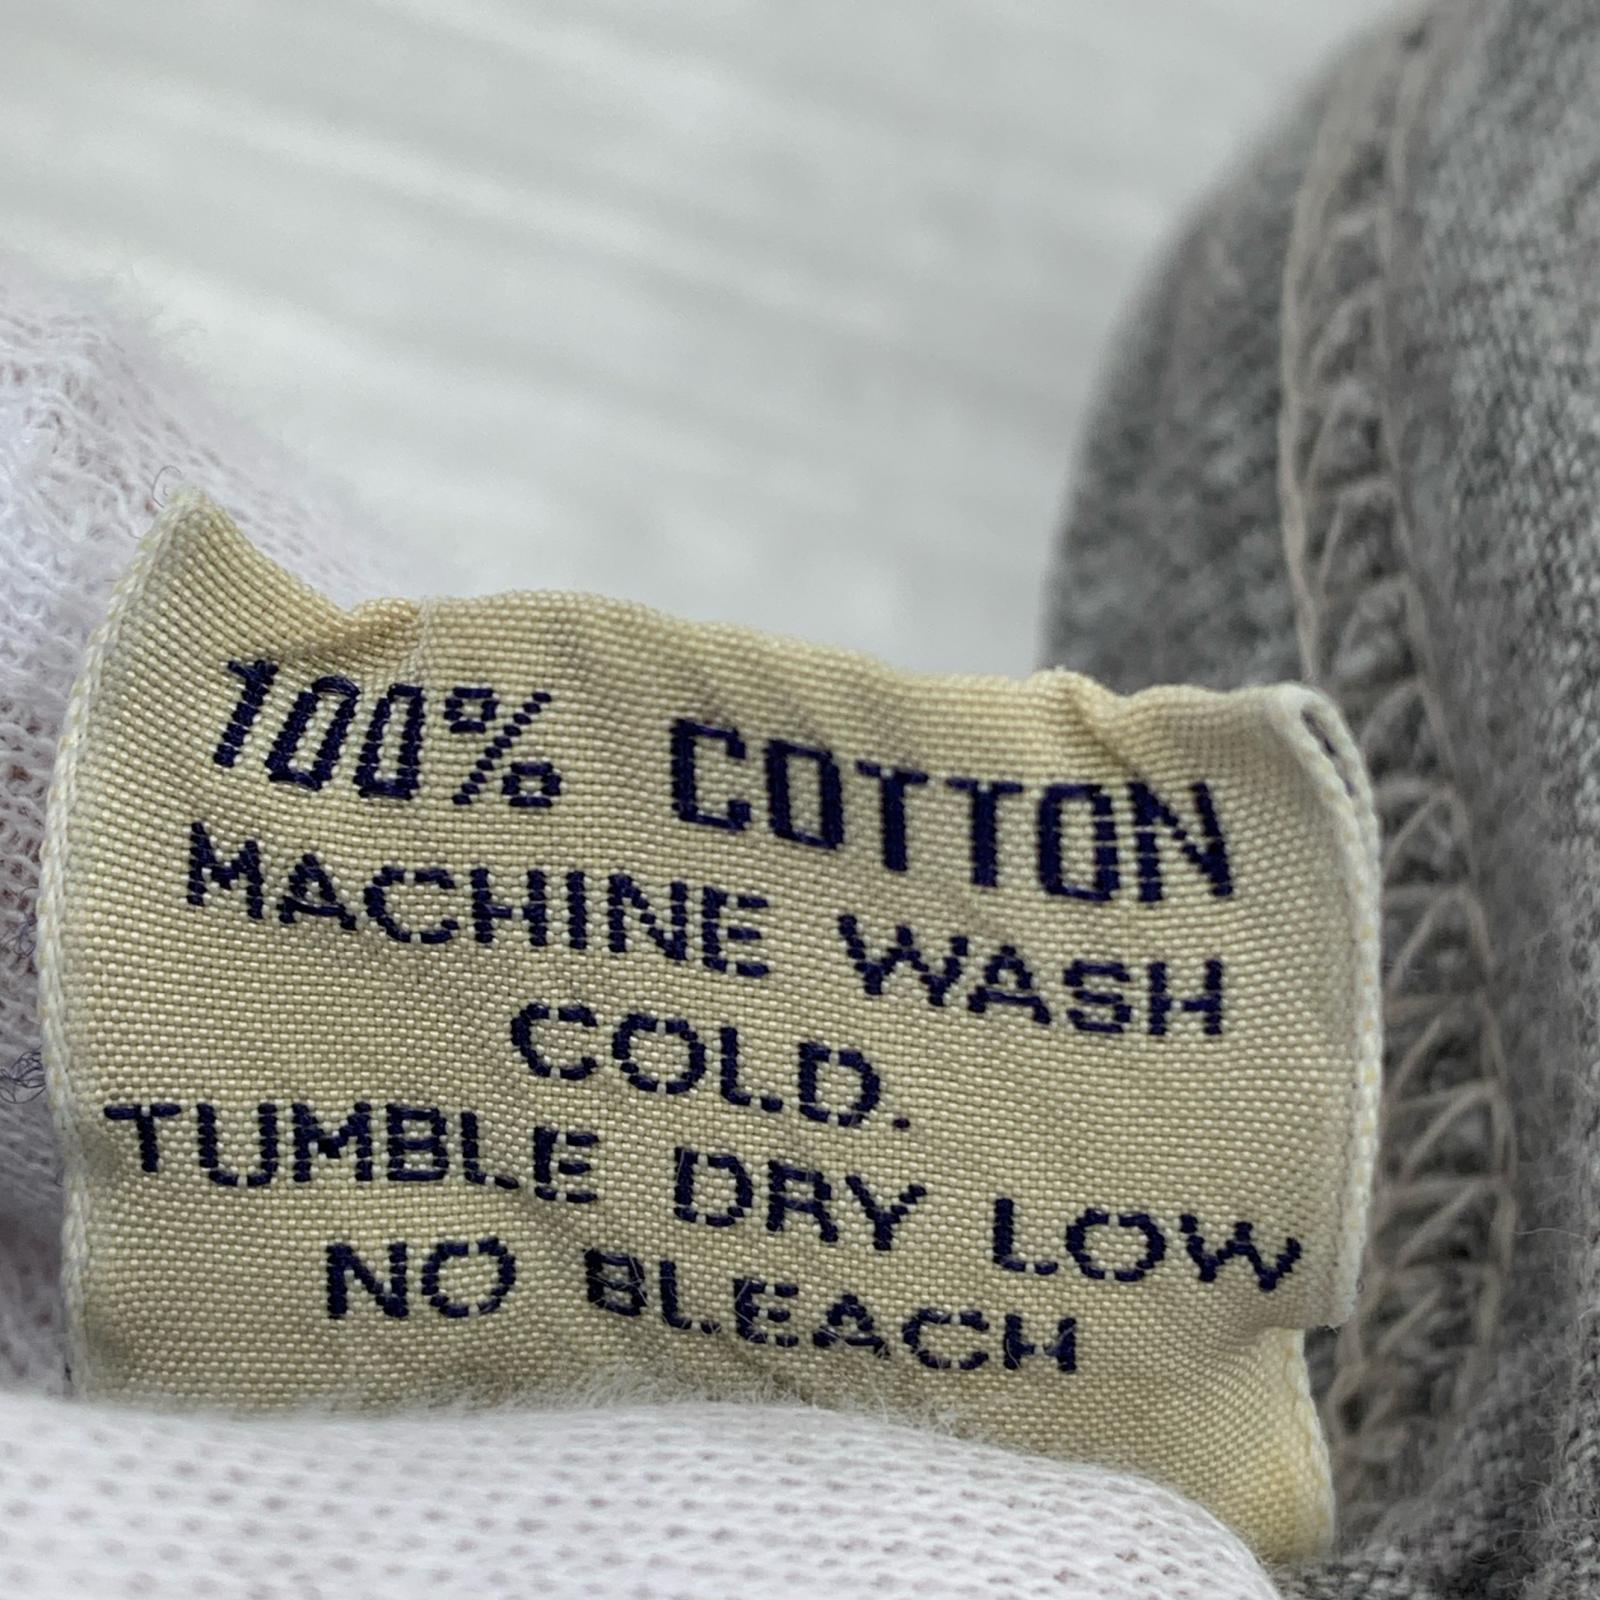 100% COTTON
MACHINE WASH
COLD.
TUMBLE DRY LOW
NO BLEACH